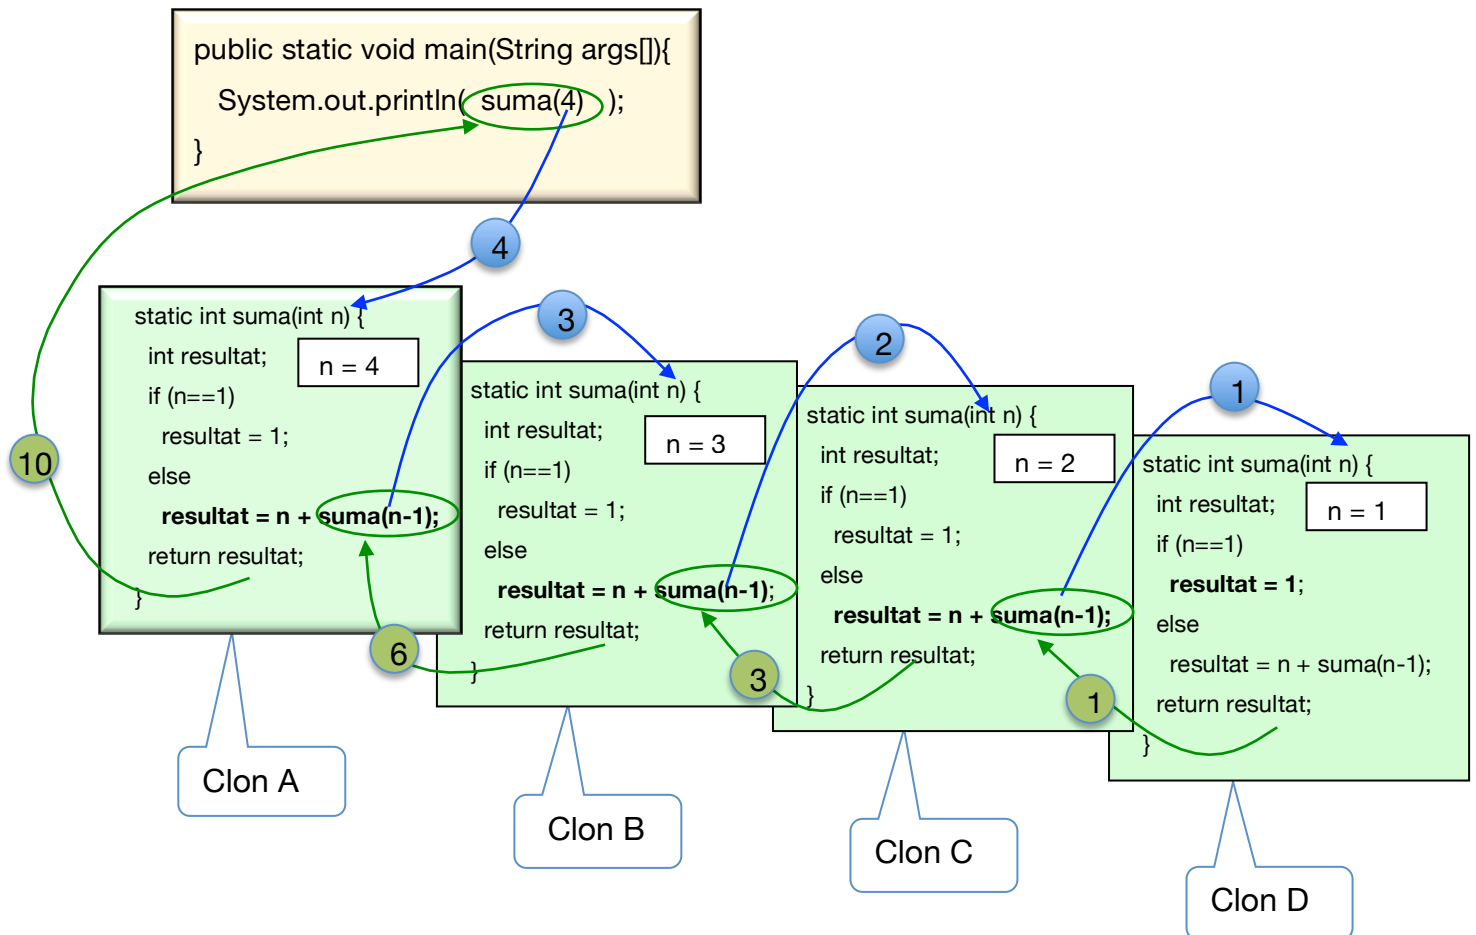 public static void main(String args[]){
System.out.println( suma(4) );
}
4
static int suma(int n) {
int resultat;
n = 4
if (n==1)
resultat = 1;
else
resultat = n + suma(n-1);
return resultat;
}
10
3
static int suma(int n) {
int resultat;
n = 3
if (n==1)
resultat = 1;
else
resultat = n + suma(n-1);
return resultat;
}
6
2
static int suma(int n) {
int resultat;
n = 2
if (n==1)
resultat = 1;
else
resultat = n + suma(n-1);
return resultat;
}
3
1
static int suma(int n) {
int resultat;
n = 1
if (n==1)
resultat = 1;
else
resultat = n + suma(n-1);
return resultat;
}
1
Clon A
Clon B
Clon C
Clon D